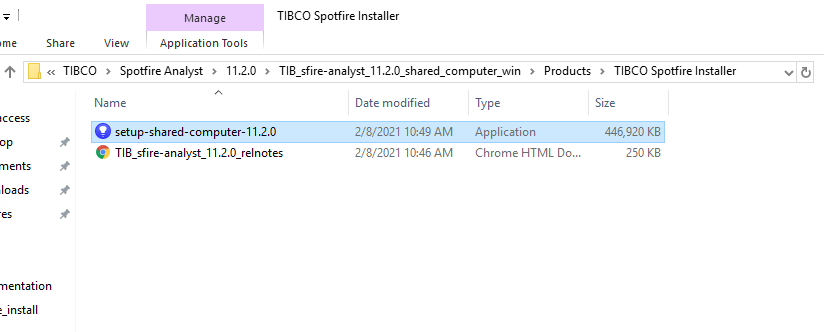 Manage
TIBCO Spotfire Installer
ome Share View Application Tools
« TIBCO > Spotfire Analyst > 11.2.0 > TIB_sfire-analyst_11.2.0_shared_computer_win > Products > TIBCO Spotfire Installer
Name Date modified Type Size
access
setup-shared-computer-11.2.0 2/8/2021 10:49 AM Application 446,920 KB
op
TIB_sfire-analyst_11.2.0_relnotes 2/8/2021 10:46 AM Chrome HTML Do... 250 KB
ments
nloads
res
mentation
e_install